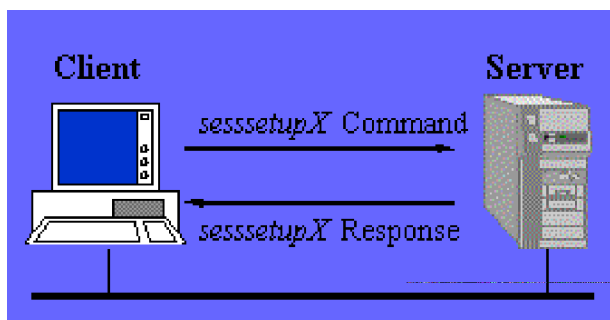 Client
Server
sesssetupX Command
sesssetupX Response